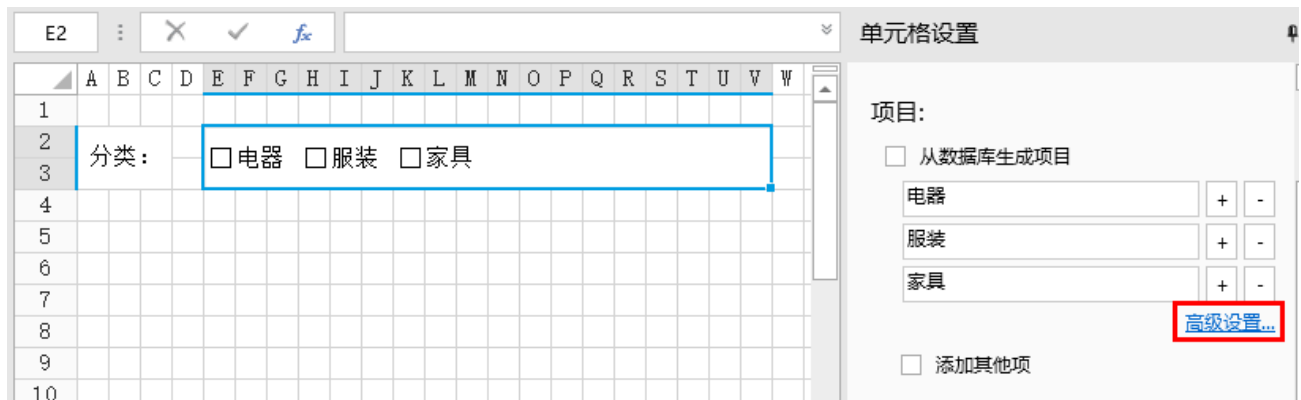 E2 fx 单元格设置
A B C D E F G H I J K L M N O P Q R S T U V W
1
2
3
4
5
6
7
8
9
10
分类： 电器 服装 家具
项目:
从数据库生成项目
电器 + -
服装 + -
家具 + -
高级设置...
添加其他项